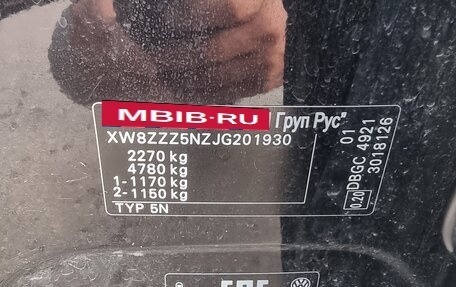 MBIB-RU Груп Рус"
XW8ZZZ5NZJG201930
2270 kg
4780 kg
1-1170 kg
2-1150 kg
TYP 5N
01
DBGC 4921
3018126
0.20